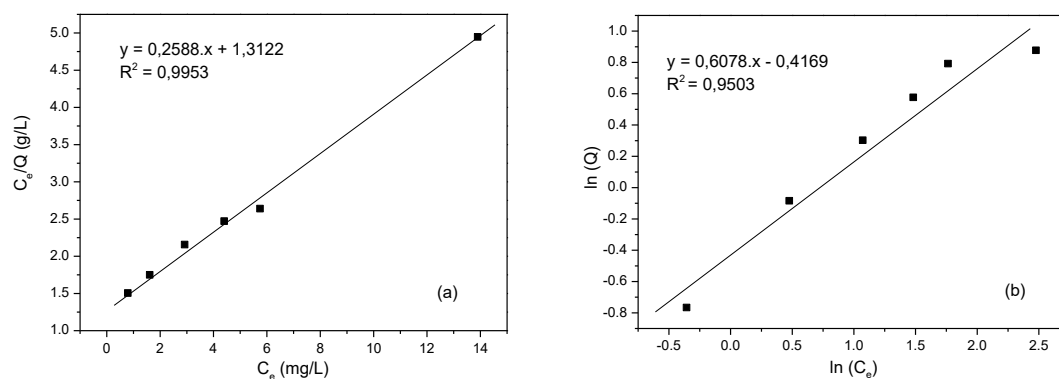 y = 0,2588.x + 1,3122
R² = 0,9953
5.0
4.5
4.0
3.5
3.0
2.5
2.0
1.5
1.0
Cₑ/Q (g/L)
(a)
0 2 4 6 8 10 12 14
Cₑ (mg/L)
y = 0,6078.x - 0,4169
R² = 0,9503
1.0
0.8
0.6
0.4
0.2
0.0
-0.2
-0.4
-0.6
-0.8
ln (Q)
(b)
-0.5 0.0 0.5 1.0 1.5 2.0 2.5
ln (Cₑ)